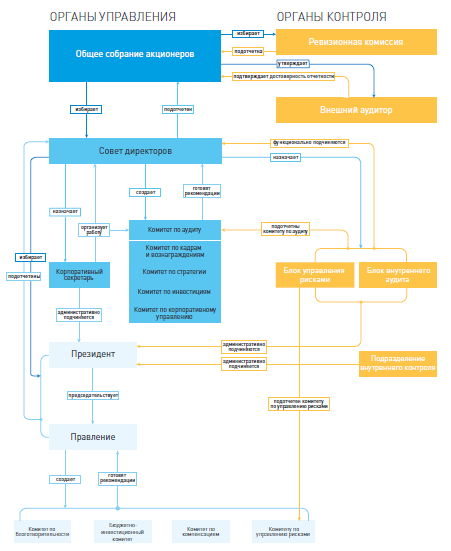 ОРГАНЫ УПРАВЛЕНИЯ
ОРГАНЫ КОНТРОЛЯ
Общее собрание акционеров
избирает
Ревизионная комиссия
подотчетна
утверждает
подтверждает достоверность отчетности
Внешний аудитор
избирает
подотчетен
Совет директоров
функционально подчиняются
назначает
назначает
организует
работу
создает
готовят
рекомендации
Комитет по аудиту
подотчетны
комитету по аудиту
Комитет по кадрам
и вознаграждениям
Комитет по стратегии
Комитет по инвестициям
Комитет по корпоративному
управлению
избирает
подотчетены
Корпоративный
секретарь
Блок управления
рисками
Блок внутреннего
аудита
административно
подчиняется
Президент
административно
подчиняются
административно
подчиняется
Подразделение
внутреннего контроля
председательствует
подотчетен комитету
по управлению рисками
Правление
создает
готовят
рекомендации
Комитет по
благотворительности
Бюджетно-
инвестиционный
комитет
Комитет по
компенсациям
Комитету по
управлению рисками